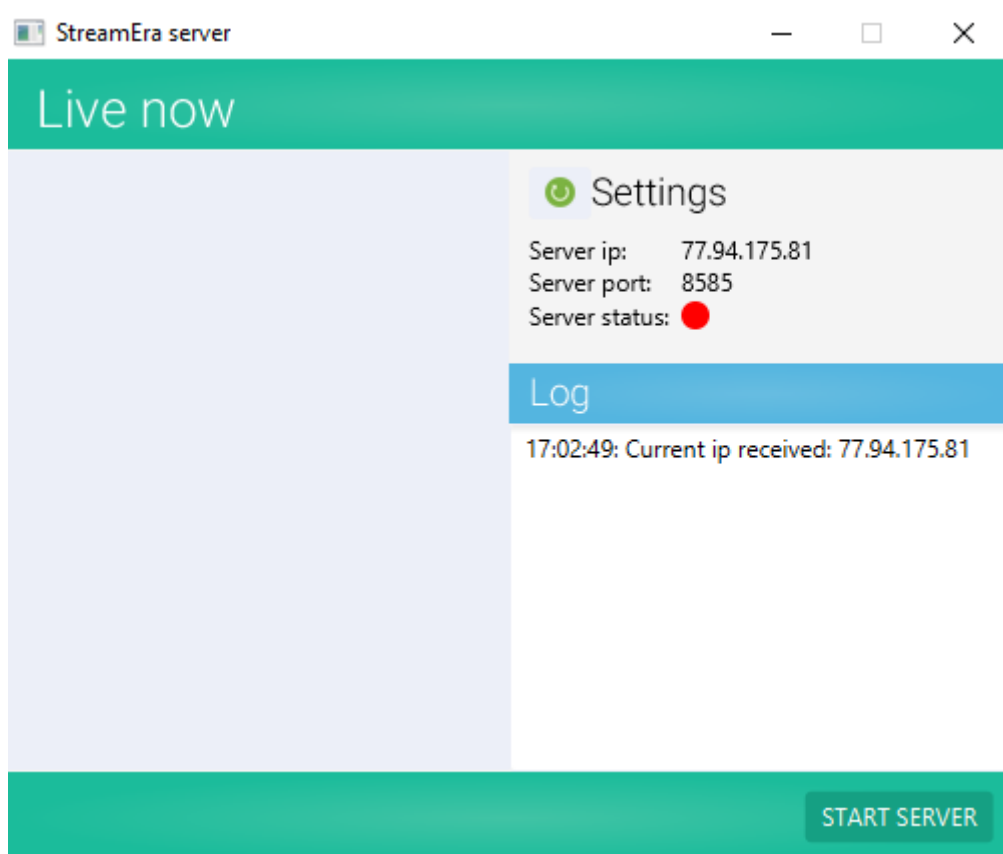 StreamEra server
Live now
Settings
Server ip: 77.94.175.81
Server port: 8585
Server status:
Log
17:02:49: Current ip received: 77.94.175.81
START SERVER